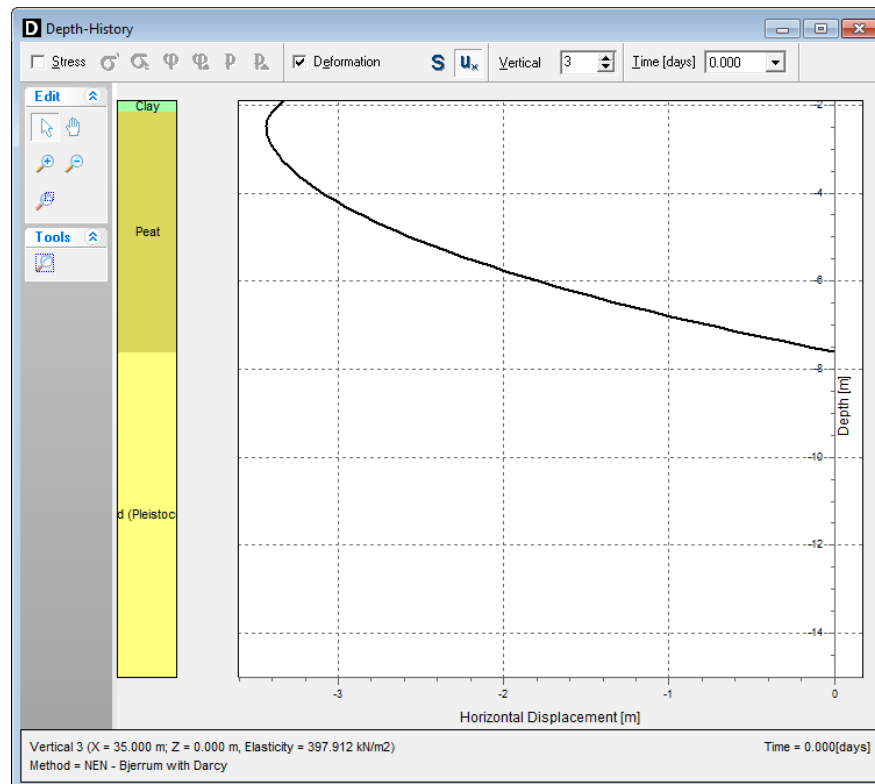 D Depth-History
Stress σ' φ P Deformation S uₓ Vertical 3 Time [days] 0.000
Edit
Tools
Clay
Peat
d (Pleistoc
-2
-4
-6
-8
-10
-12
-14
Depth [m]
-3 -2 -1 0
Horizontal Displacement [m]
Vertical 3 (X = 35.000 m; Z = 0.000 m, Elasticity = 397.912 kN/m2)
Time = 0.000[days]
Method = NEN - Bjerrum with Darcy